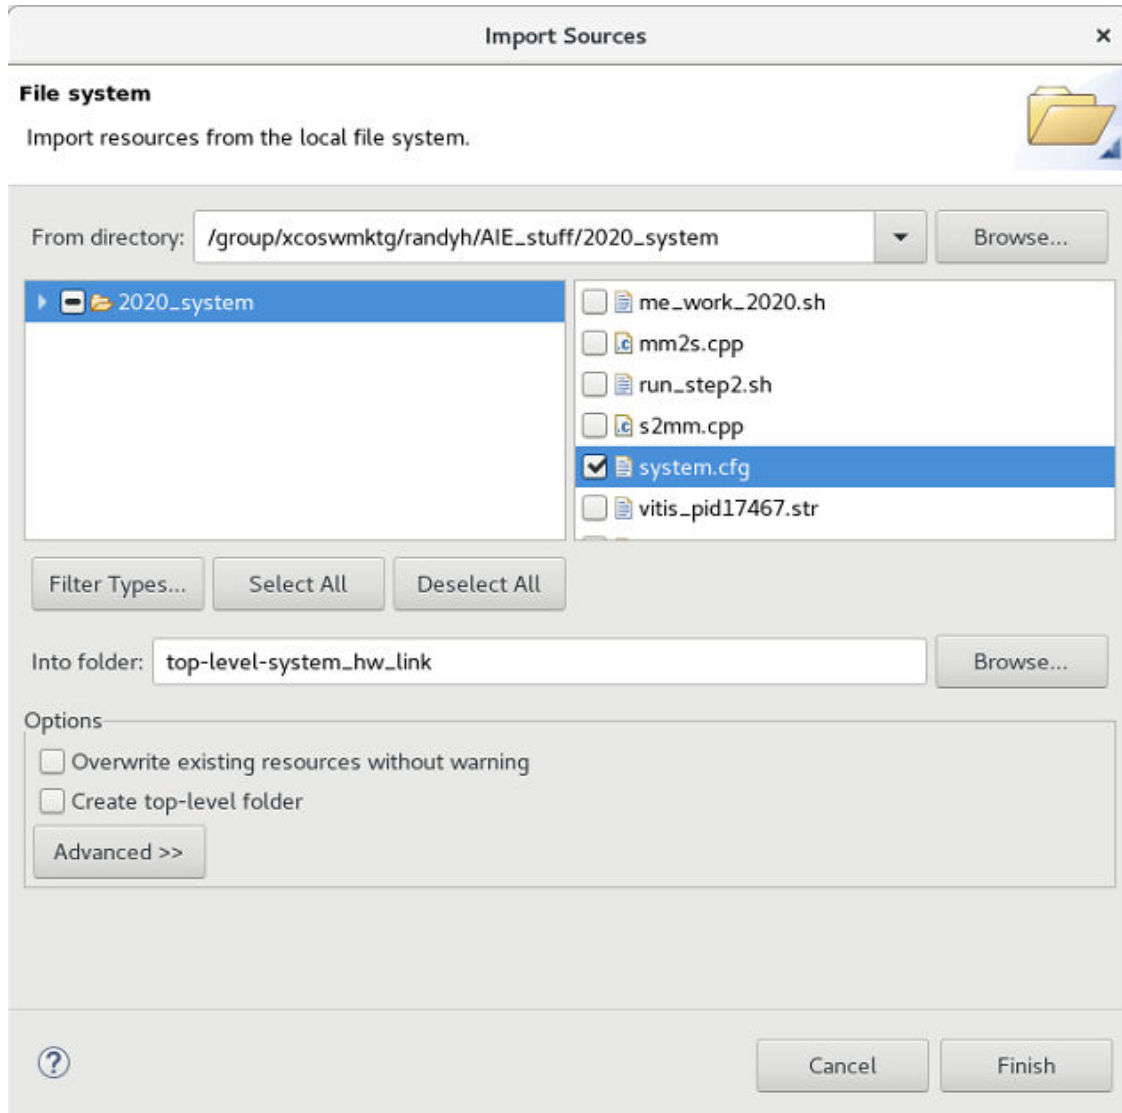 Import Sources
File system
Import resources from the local file system.
From directory: /group/xcoswmktg/randyh/AIE_stuff/2020_system Browse...
2020_system
me_work_2020.sh
mm2s.cpp
run_step2.sh
s2mm.cpp
system.cfg
vitis_pid17467.str
Filter Types... Select All Deselect All
Into folder: top-level-system_hw_link Browse...
Options
Overwrite existing resources without warning
Create top-level folder
Advanced >>
Cancel Finish